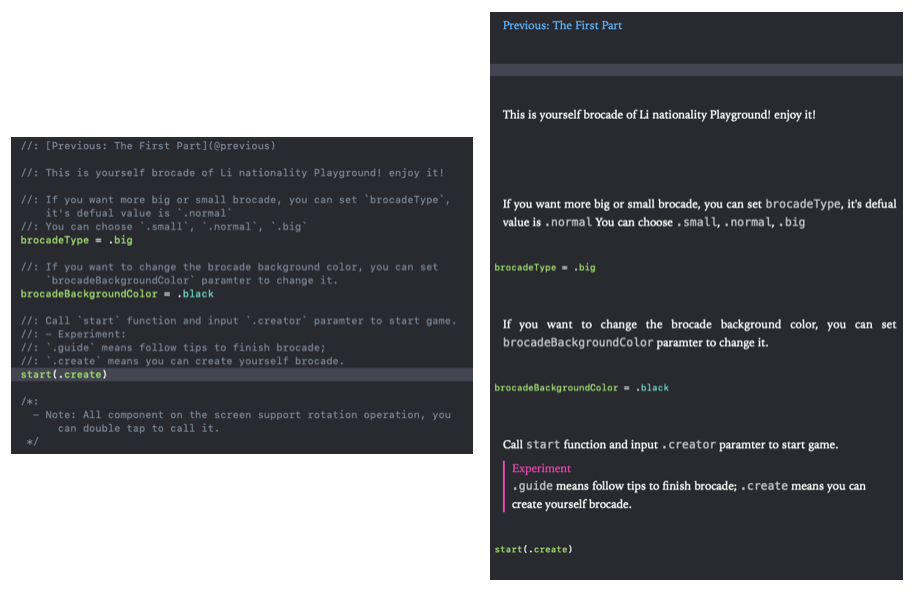 //: [Previous: The First Part](@previous)
//: This is yourself brocade of Li nationality Playground! enjoy it!
//: If you want more big or small brocade, you can set `brocadeType`,
it's defual value is `.normal`
//: You can choose `.small`, `.normal`, `.big`
brocadeType = .big
//: If you want to change the brocade background color, you can set
`brocadeBackgroundColor` paramter to change it.
brocadeBackgroundColor = .black
//: Call `start` function and input `.creator` paramter to start game.
//: - Experiment:
//: `.guide` means follow tips to finish brocade;
//: `.create` means you can create yourself brocade.
start(.create)
/*:
- Note: All component on the screen support rotation operation, you
can double tap to call it.
*/
Previous: The First Part
This is yourself brocade of Li nationality Playground! enjoy it!
If you want more big or small brocade, you can set brocadeType, it's defual
value is .normal You can choose .small, .normal, .big
brocadeType = .big
If you want to change the brocade background color, you can set
brocadeBackgroundColor paramter to change it.
brocadeBackgroundColor = .black
Call start function and input .creator paramter to start game.
Experiment
.guide means follow tips to finish brocade; .create means you can
create yourself brocade.
start(.create)